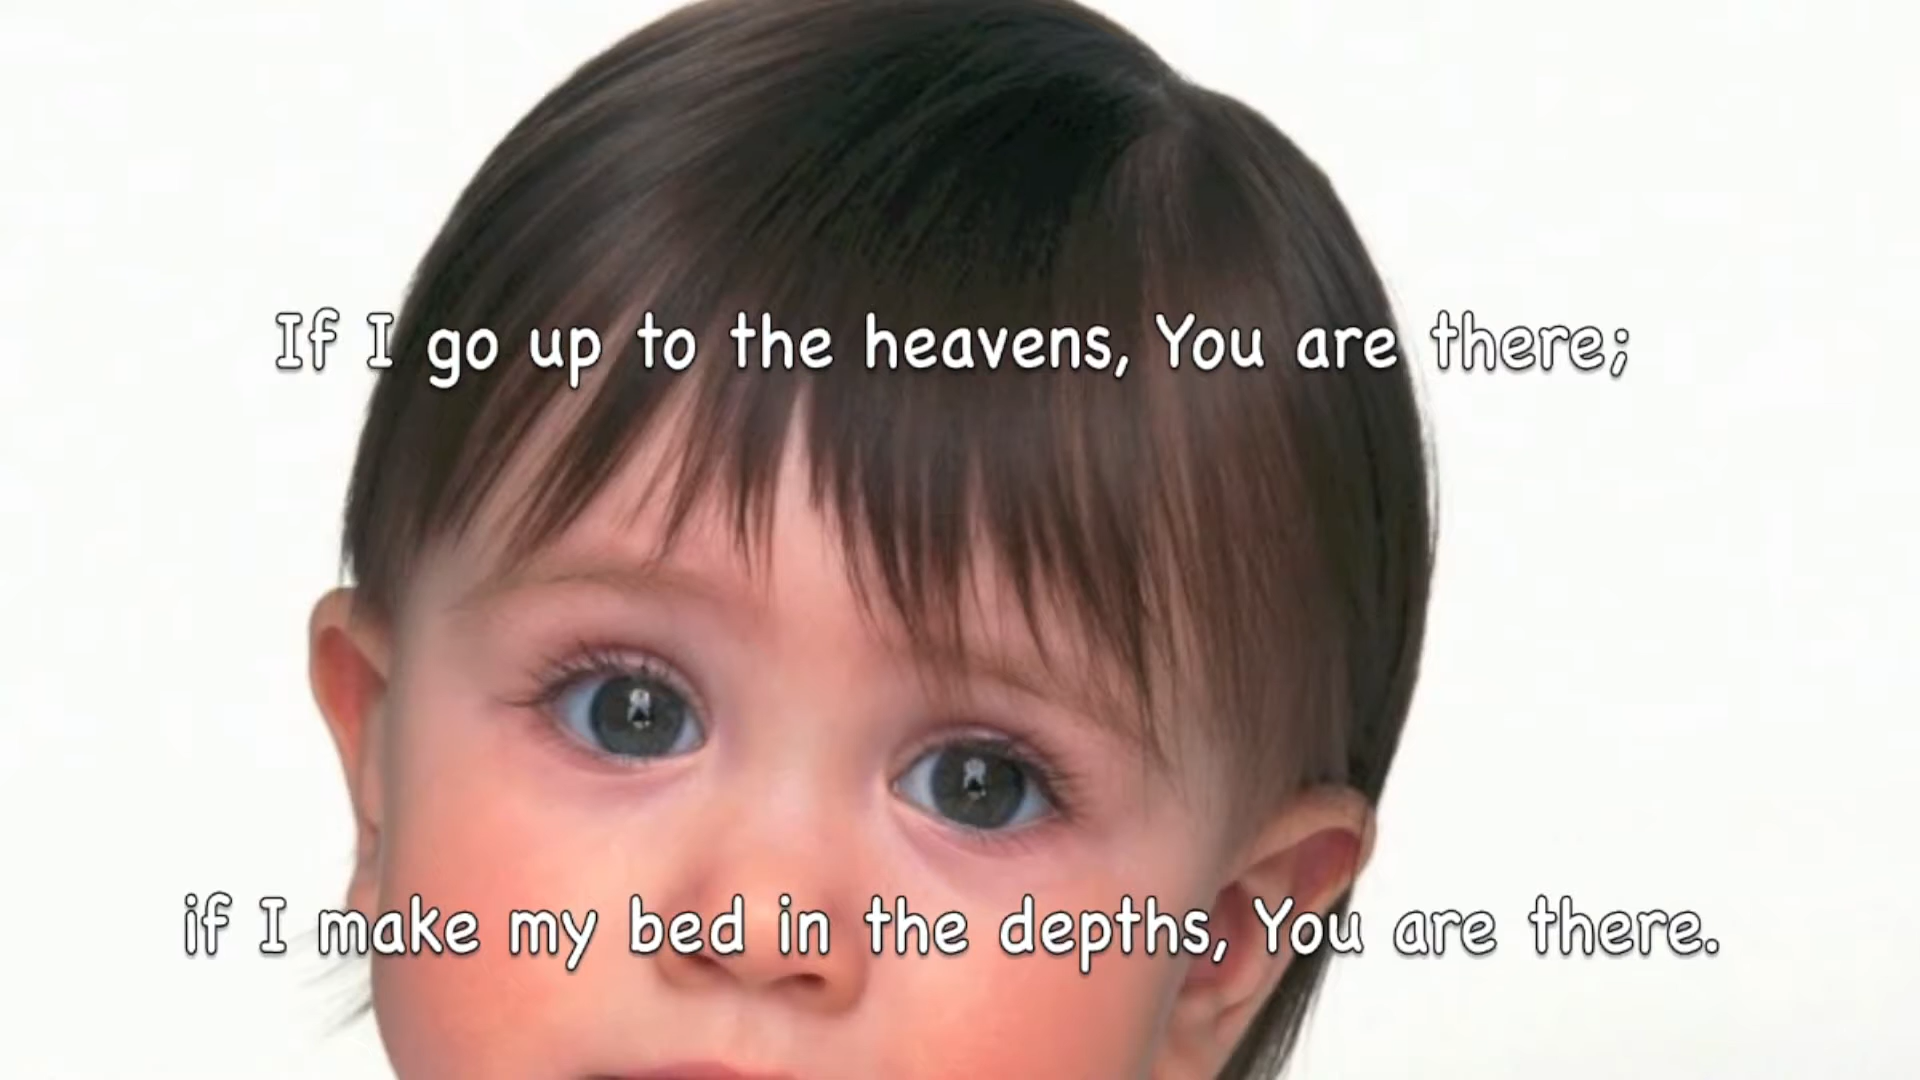 If I go up to the heavens, You are there;
if I make my bed in the depths, You are there.